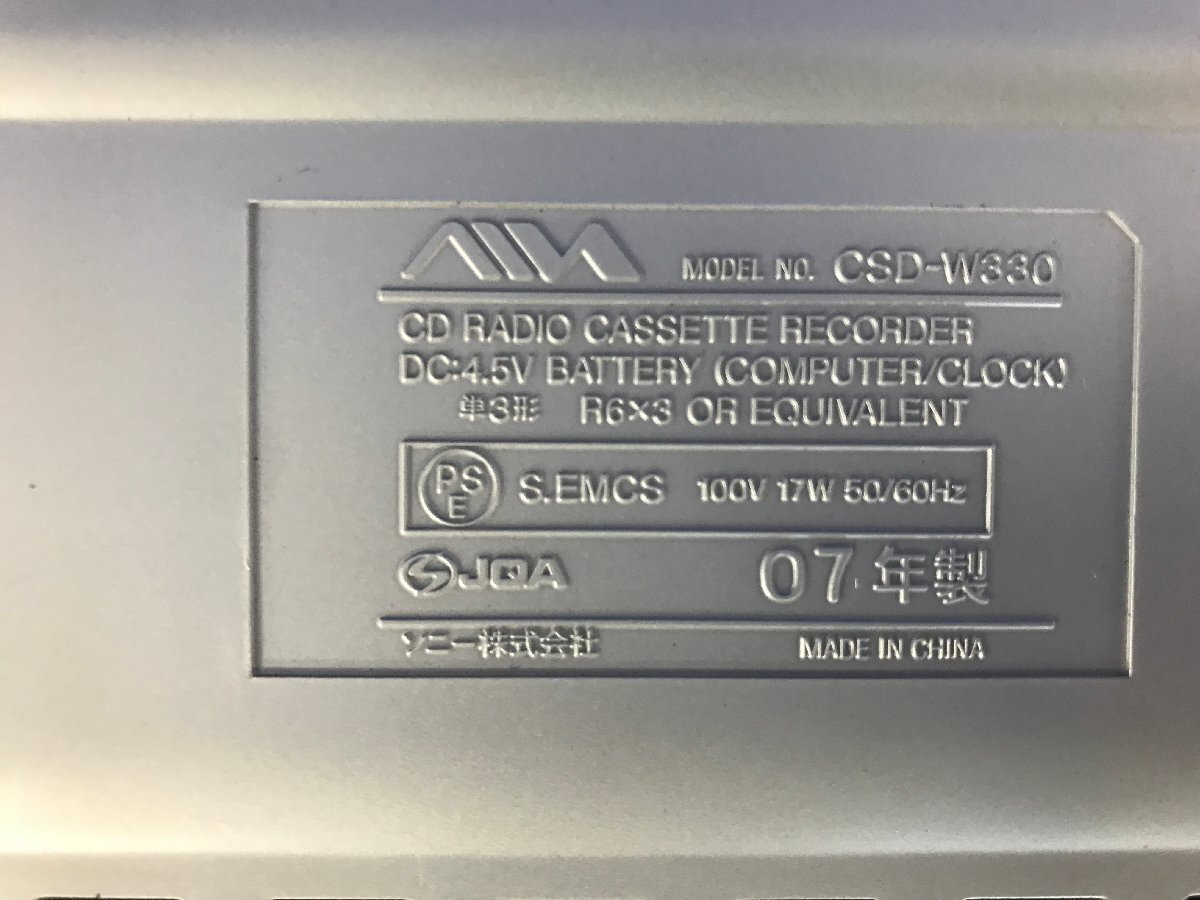 AIWA MODEL NO. CSD-W330
CD RADIO CASSETTE RECORDER
DC:4.5V BATTERY (COMPUTER/CLOCK)
単3形 R6×3 OR EQUIVALENT
PSE S.EMCS 100V 17W 50/60Hz
S JQA 07年製
ソニー株式会社 MADE IN CHINA